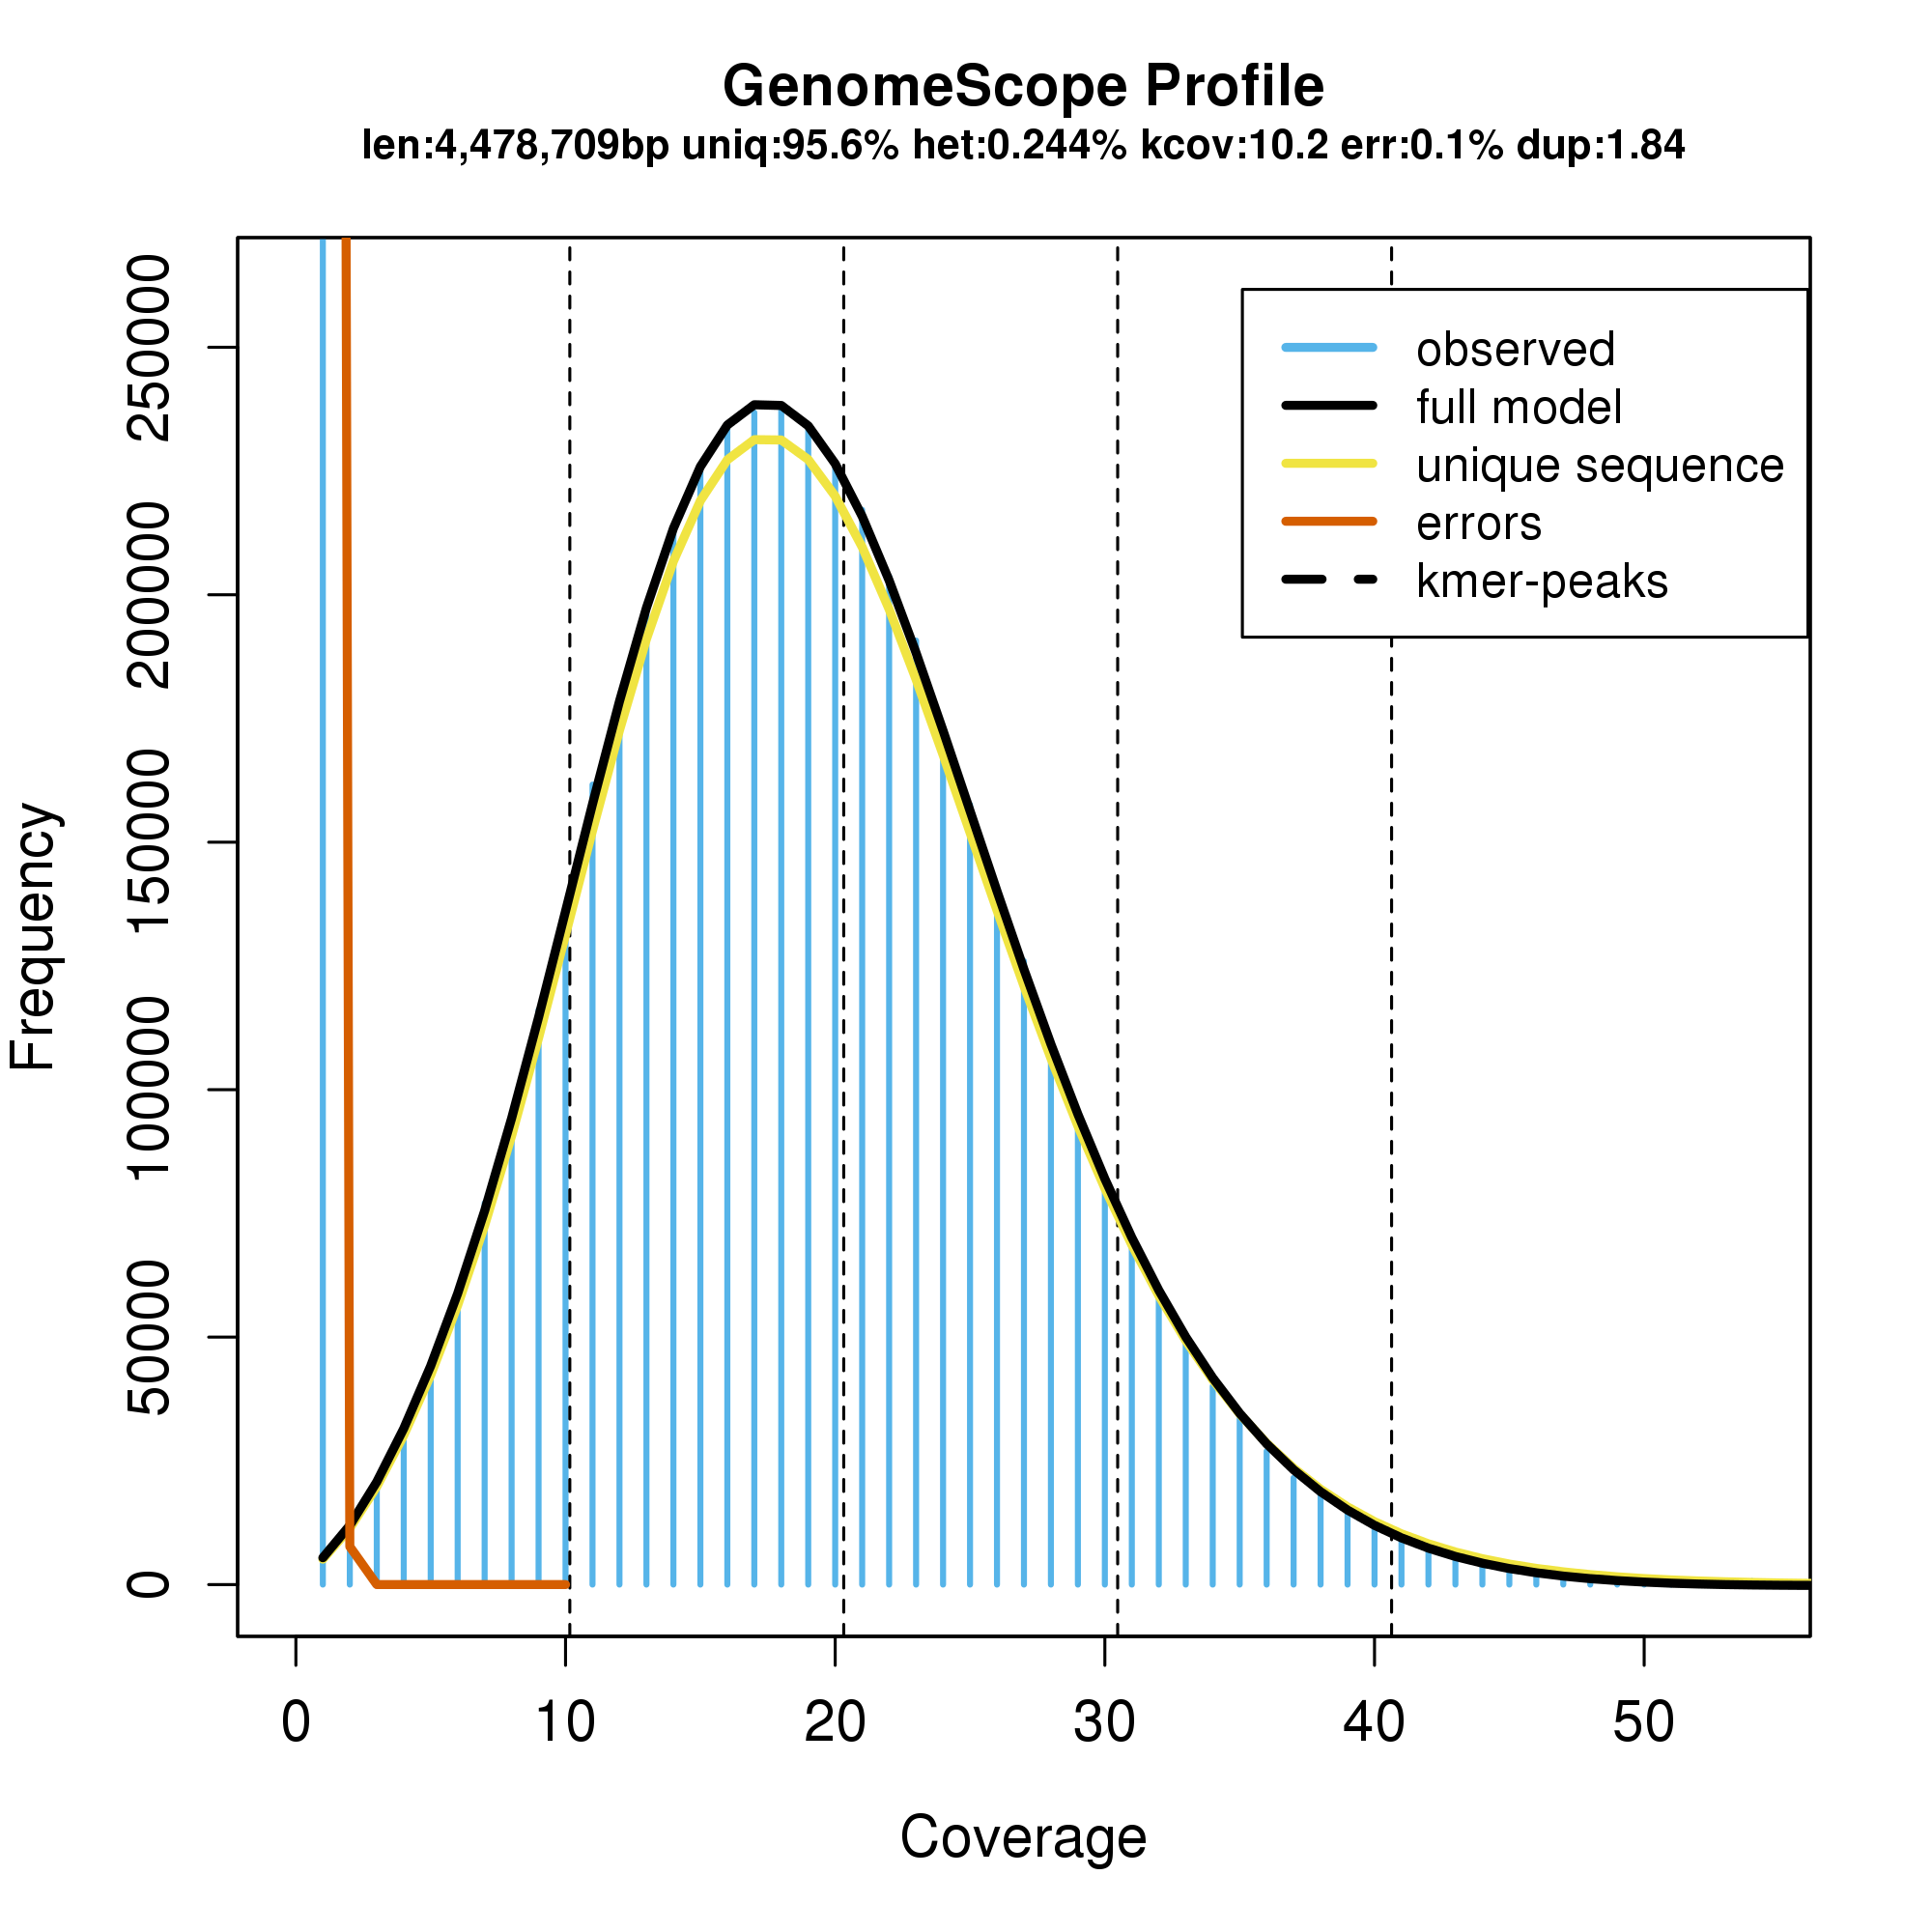 GenomeScope Profile
len:4,478,709bp uniq:95.6% het:0.244% kcov:10.2 err:0.1% dup:1.84
observed
full model
unique sequence
errors
kmer-peaks
Frequency
250000
200000
150000
100000
50000
0
0 10 20 30 40 50
Coverage